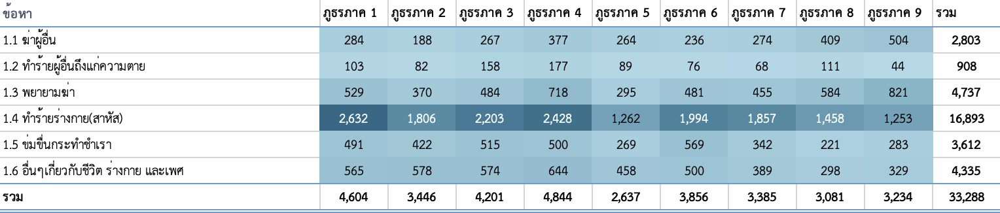 ข้อหา ภูธรภาค 1 ภูธรภาค 2 ภูธรภาค 3 ภูธรภาค 4 ภูธรภาค 5 ภูธรภาค 6 ภูธรภาค 7 ภูธรภาค 8 ภูธรภาค 9 รวม
1.1 ฆ่าผู้อื่น 284 188 267 377 264 236 274 409 504 2,803
1.2 ทำร้ายผู้อื่นถึงแก่ความตาย 103 82 158 177 89 76 68 111 44 908
1.3 พยายามฆ่า 529 370 484 718 295 481 455 584 821 4,737
1.4 ทำร้ายร่างกาย(สาหัส) 2,632 1,806 2,203 2,428 1,262 1,994 1,857 1,458 1,253 16,893
1.5 ข่มขื่นกระทำชำเรา 491 422 515 500 269 569 342 221 283 3,612
1.6 อื่นๆเกี่ยวกับชีวิต ร่างกาย และเพศ 565 578 574 644 458 500 389 298 329 4,335
รวม 4,604 3,446 4,201 4,844 2,637 3,856 3,385 3,081 3,234 33,288